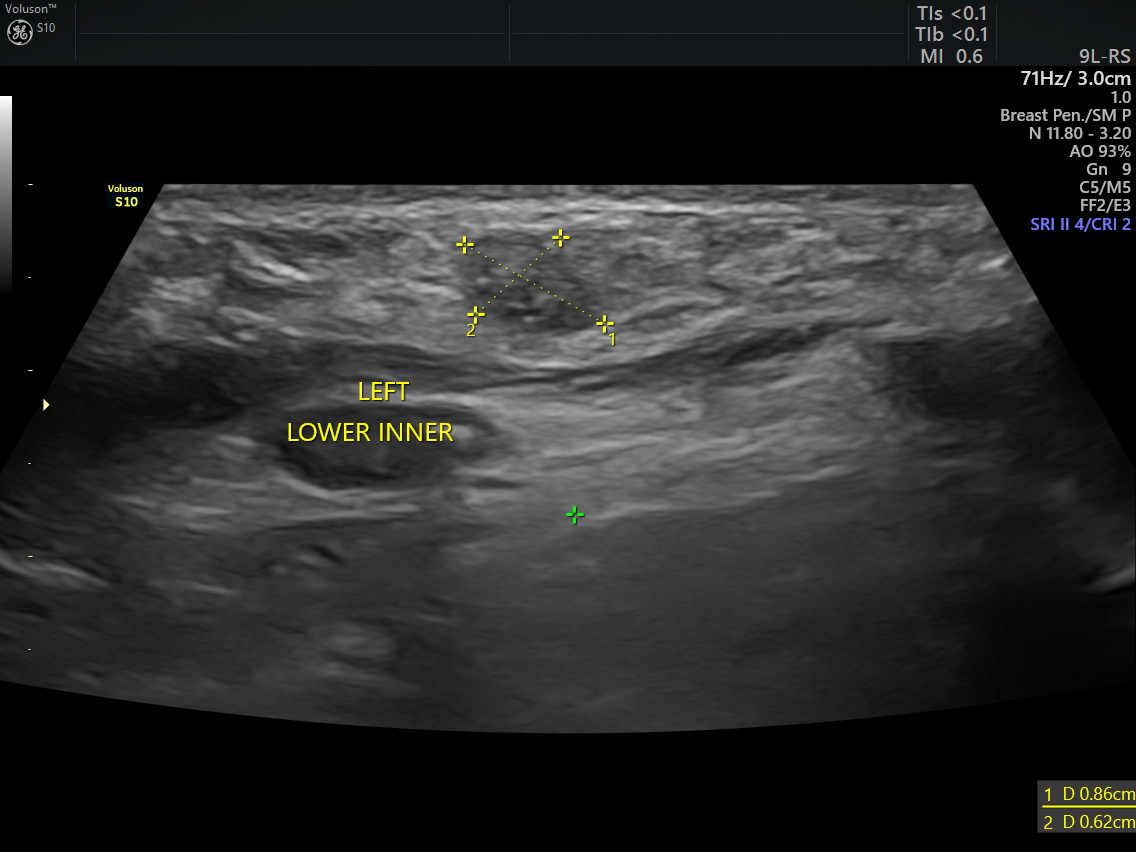 Voluson™
S10
TIs <0.1
TIb <0.1
MI 0.6
9L-RS
71Hz/ 3.0cm
1.0
Breast Pen./SM P
N 11.80 - 3.20
AO 93%
Gn 9
C5/M5
FF2/E3
SRI II 4/CRI 2
Voluson
S10
2
1
LEFT
LOWER INNER
1 D 0.86cm
2 D 0.62cm